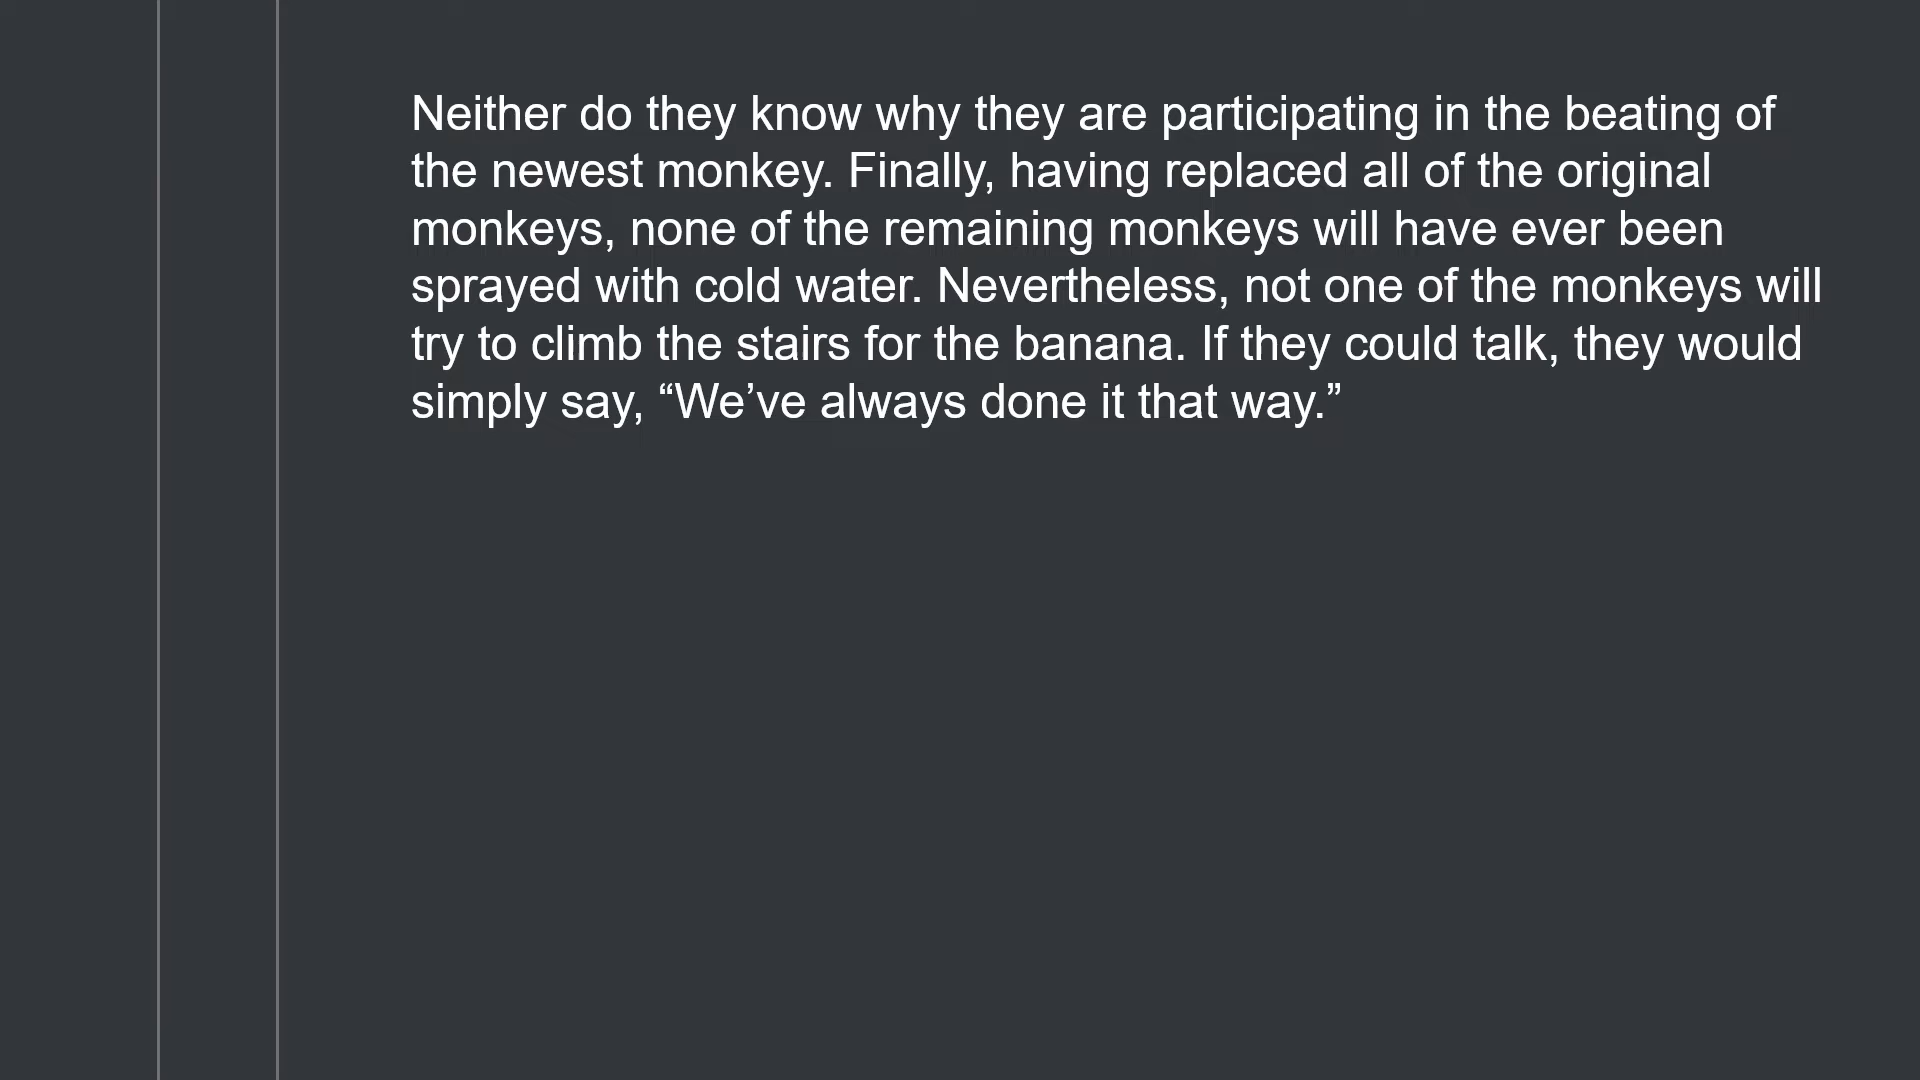 Neither do they know why they are participating in the beating of
the newest monkey. Finally, having replaced all of the original
monkeys, none of the remaining monkeys will have ever been
sprayed with cold water. Nevertheless, not one of the monkeys will
try to climb the stairs for the banana. If they could talk, they would
simply say, “We’ve always done it that way.”